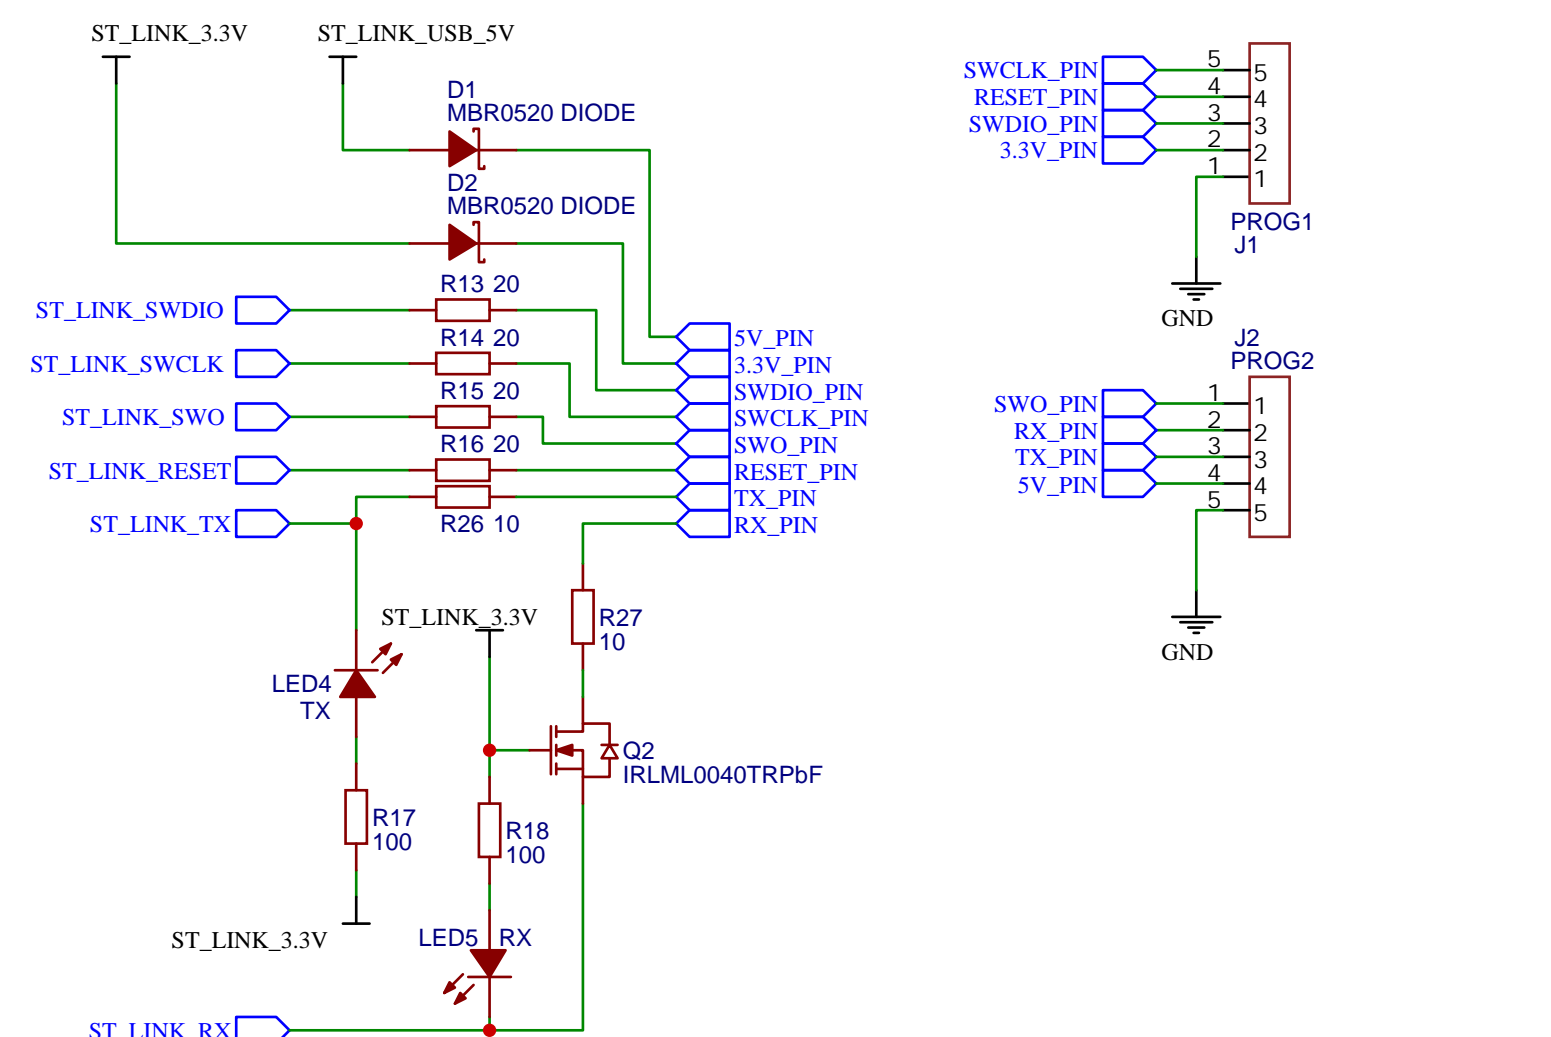 ST_LINK_3.3V
ST_LINK_USB_5V
D1
MBR0520 DIODE
D2
MBR0520 DIODE
ST_LINK_SWDIO
R13 20
ST_LINK_SWCLK
R14 20
ST_LINK_SWO
R15 20
ST_LINK_RESET
R16 20
ST_LINK_TX
R26 10
5V_PIN
3.3V_PIN
SWDIO_PIN
SWCLK_PIN
SWO_PIN
RESET_PIN
TX_PIN
RX_PIN
ST_LINK_3.3V
R27
10
LED4
TX
Q2
IRLML0040TRPbF
R17
100
R18
100
ST_LINK_3.3V
LED5 RX
ST_LINK_RX
SWCLK_PIN 5 5
RESET_PIN 4 4
SWDIO_PIN 3 3
3.3V_PIN 2 2
1 1
PROG1
J1
GND
J2
PROG2
SWO_PIN 1 1
RX_PIN 2 2
TX_PIN 3 3
5V_PIN 4 4
5 5
GND